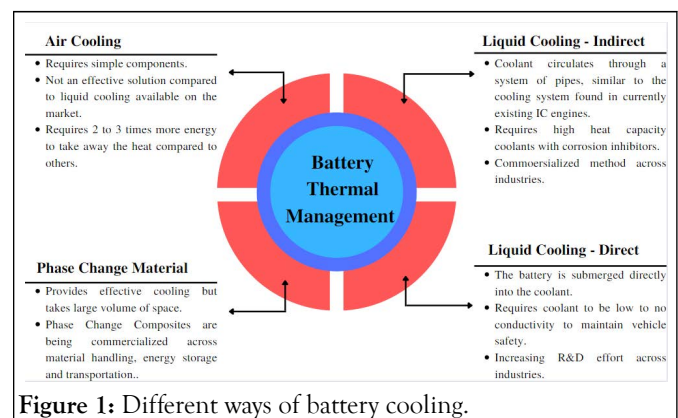 Air Cooling
• Requires simple components.
• Not an effective solution compared
to liquid cooling available on the
market.
• Requires 2 to 3 times more energy
to take away the heat compared to
others.
Liquid Cooling - Indirect
• Coolant circulates through a
system of pipes, similar to the
cooling system found in currently
existing IC engines.
• Requires high heat capacity
coolants with corrosion inhibitors.
• Commoersialized method across
industries.
Battery
Thermal
Management
Phase Change Material
• Provides effective cooling but
takes large volume of space.
• Phase Change Composites are
being commercialized across
material handling, energy storage
and transportation..
Liquid Cooling - Direct
• The battery is submerged directly
into the coolant.
• Requires coolant to be low to no
conductivity to maintain vehicle
safety.
• Increasing R&D effort across
industries.
Figure 1: Different ways of battery cooling.